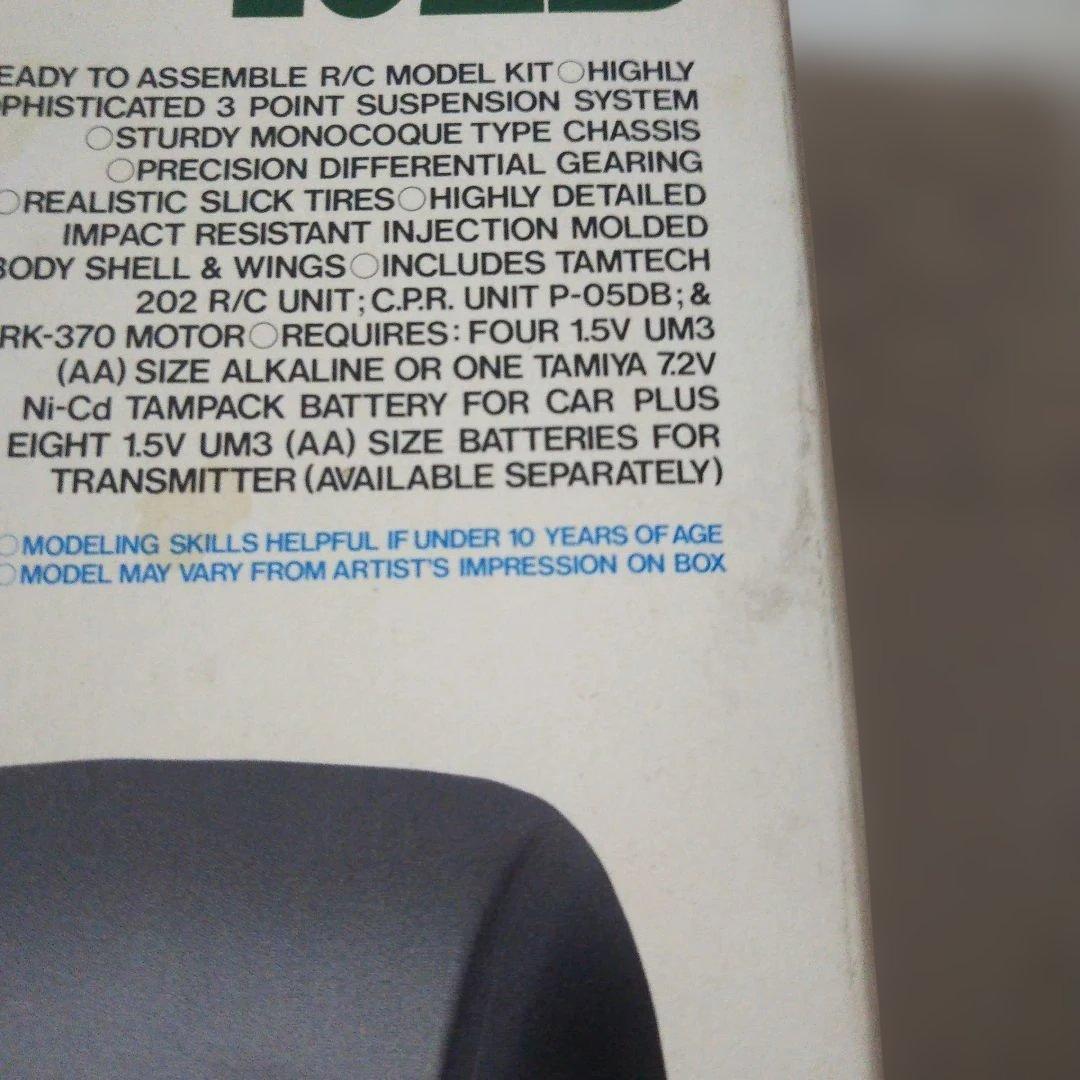 EADY TO ASSEMBLE R/C MODEL KIT○HIGHLY
PHISTICATED 3 POINT SUSPENSION SYSTEM
○STURDY MONOCOQUE TYPE CHASSIS
○PRECISION DIFFERENTIAL GEARING
○REALISTIC SLICK TIRES○HIGHLY DETAILED
IMPACT RESISTANT INJECTION MOLDED
BODY SHELL & WINGS○INCLUDES TAMTECH
202 R/C UNIT; C.P.R. UNIT P-05DB; &
RK-370 MOTOR○REQUIRES: FOUR 1.5V UM3
(AA) SIZE ALKALINE OR ONE TAMIYA 7.2V
Ni-Cd TAMPACK BATTERY FOR CAR PLUS
EIGHT 1.5V UM3 (AA) SIZE BATTERIES FOR
TRANSMITTER (AVAILABLE SEPARATELY)
○MODELING SKILLS HELPFUL IF UNDER 10 YEARS OF AGE
○MODEL MAY VARY FROM ARTIST'S IMPRESSION ON BOX